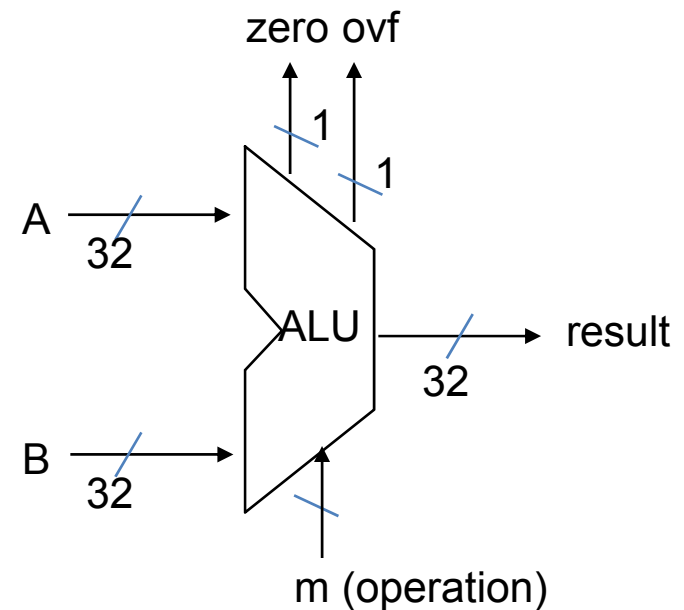 zero ovf
1
1
A
32
ALU
result
32
B
32
m (operation)